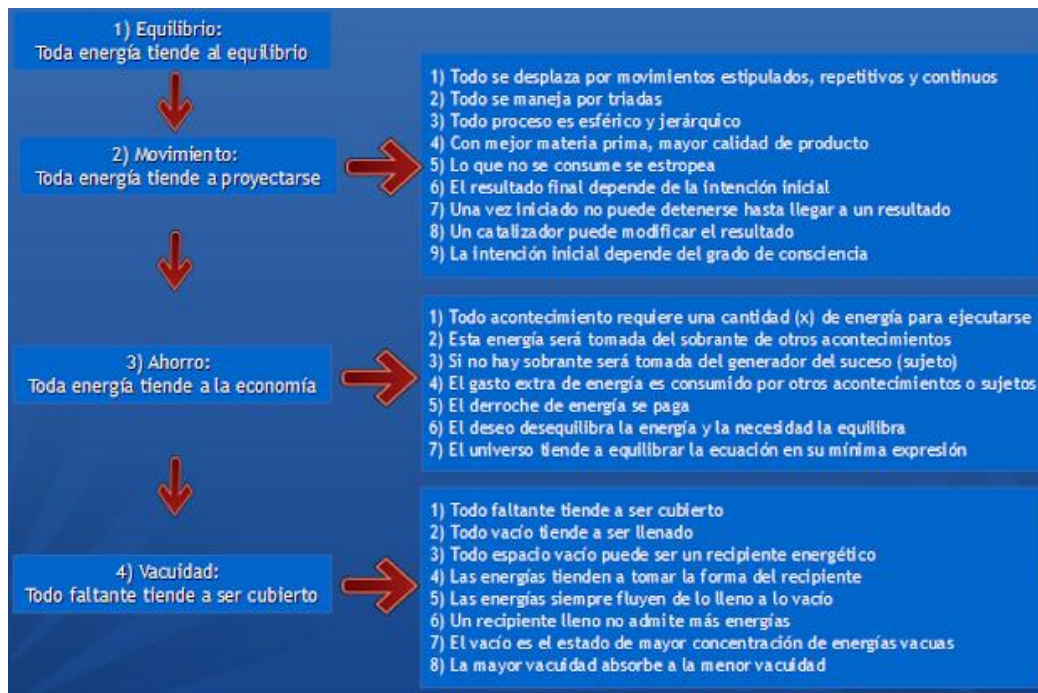 1) Equilibrio:
Toda energía tiende al equilibrio
2) Movimiento:
Toda energía tiende a proyectarse
1) Todo se desplaza por movimientos estipulados, repetitivos y continuos
2) Todo se maneja por triadas
3) Todo proceso es esférico y jerárquico
4) Con mejor materia prima, mayor calidad de producto
5) Lo que no se consume se estropea
6) El resultado final depende de la intención inicial
7) Una vez iniciado no puede detenerse hasta llegar a un resultado
8) Un catalizador puede modificar el resultado
9) La intención inicial depende del grado de consciencia
3) Ahorro:
Toda energía tiende a la economía
1) Todo acontecimiento requiere una cantidad (x) de energía para ejecutarse
2) Esta energía será tomada del sobrante de otros acontecimientos
3) Si no hay sobrante será tomada del generador del suceso (sujeto)
4) El gasto extra de energía es consumido por otros acontecimientos o sujetos
5) El derroche de energía se paga
6) El deseo desequilibra la energía y la necesidad la equilibra
7) El universo tiende a equilibrar la ecuación en su mínima expresión
4) Vacuidad:
Todo faltante tiende a ser cubierto
1) Todo faltante tiende a ser cubierto
2) Todo vacío tiende a ser llenado
3) Todo espacio vacío puede ser un recipiente energético
4) Las energías tienden a tomar la forma del recipiente
5) Las energías siempre fluyen de lo lleno a lo vacío
6) Un recipiente lleno no admite más energías
7) El vacío es el estado de mayor concentración de energías vacuas
8) La mayor vacuidad absorbe a la menor vacuidad